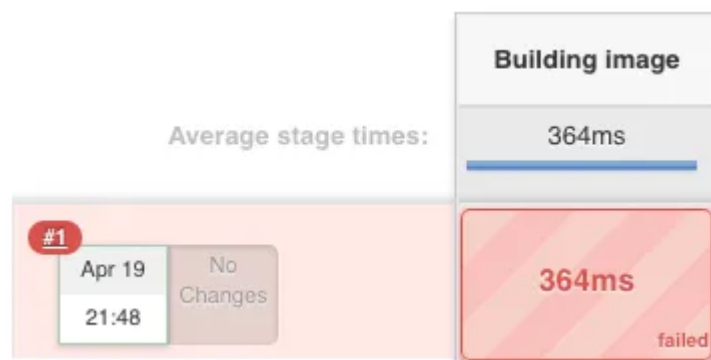 Building image
Average stage times:
364ms
#1
Apr 19
21:48
No
Changes
364ms
failed